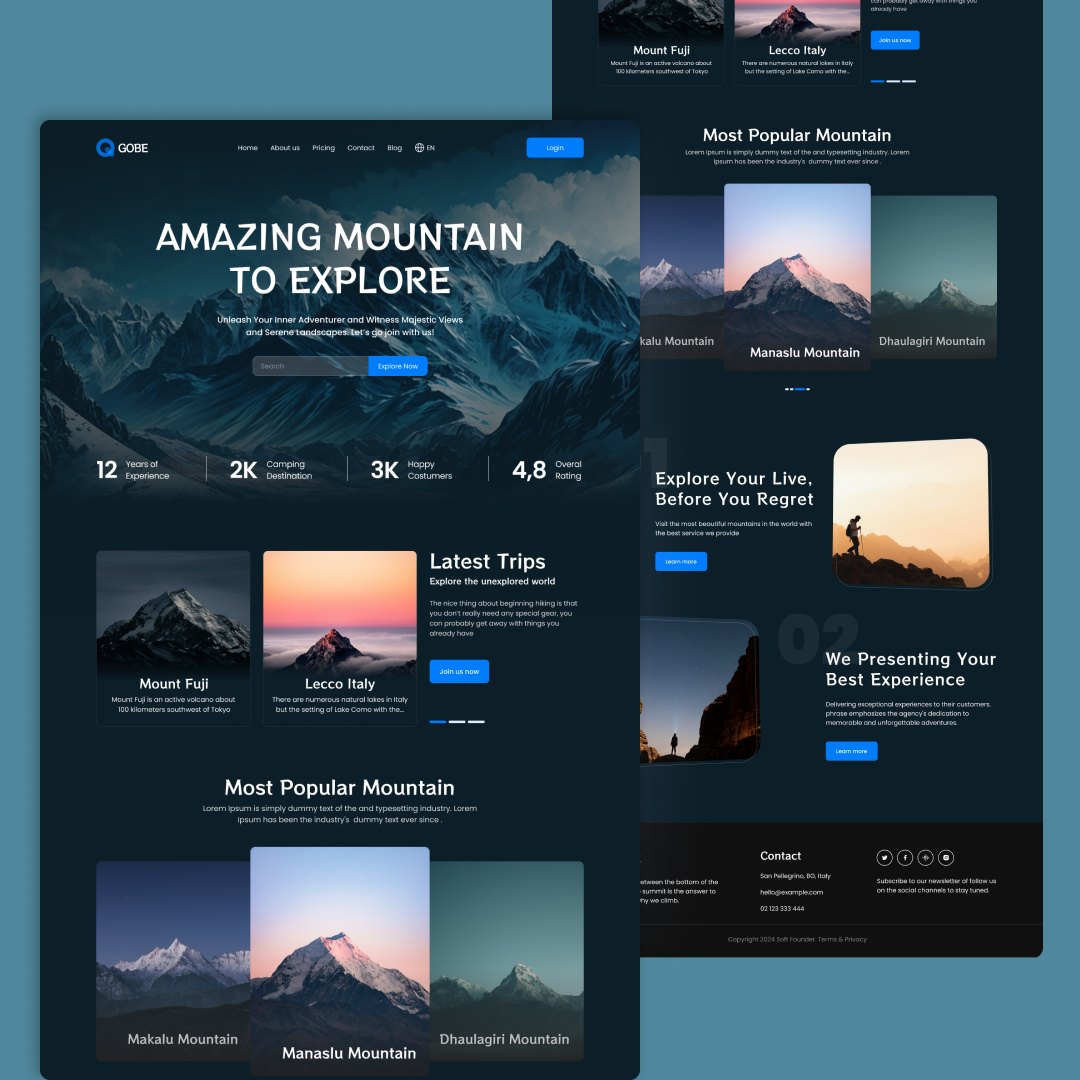 GOBE
Home
About us
Pricing
Contact
Blog
EN
Login
AMAZING MOUNTAIN
TO EXPLORE
Unleash Your Inner Adventurer and Witness Majestic Views
and Serene Landscapes. Let's go join with us!
Search
Explore Now
12
Years of
Experience
2K
Camping
Destination
3K
Happy
Costumers
4,8
Overal
Rating
Mount Fuji
Mount Fuji is an active volcano about
100 kilometers southwest of Tokyo
Lecco Italy
There are numerous natural lakes in Italy
but the setting of Lake Como with the...
Latest Trips
Explore the unexplored world
The nice thing about beginning hiking is that
you don't really need any special gear, you
can probably get away with things you
already have
Join us now
Most Popular Mountain
Lorem Ipsum is simply dummy text of the and typesetting industry. Lorem
Ipsum has been the industry's dummy text ever since .
Makalu Mountain
Manaslu Mountain
Dhaulagiri Mountain
can probably get away with things you
already have
Mount Fuji
Mount Fuji is an active volcano about
100 kilometers southwest of Tokyo
Lecco Italy
There are numerous natural lakes in Italy
but the setting of Lake Como with the...
Join us now
Most Popular Mountain
Lorem Ipsum is simply dummy text of the and typesetting industry. Lorem
Ipsum has been the industry's dummy text ever since .
kalu Mountain
Manaslu Mountain
Dhaulagiri Mountain
1
Explore Your Live,
Before You Regret
Visit the most beautiful mountains in the world with
the best service we provide
Learn more
02
We Presenting Your
Best Experience
Delivering exceptional experiences to their customers.
phrase emphasizes the agency's dedication to
memorable and unforgettable adventures.
Learn more
etween the bottom of the
summit is the answer to
hy we climb.
Contact
San Pellegrino, BG, Italy
hello@example.com
02 123 333 444
Subscribe to our newsletter of follow us
on the social channels to stay tuned.
Copyright 2024 Soft Founder. Terms & Privacy